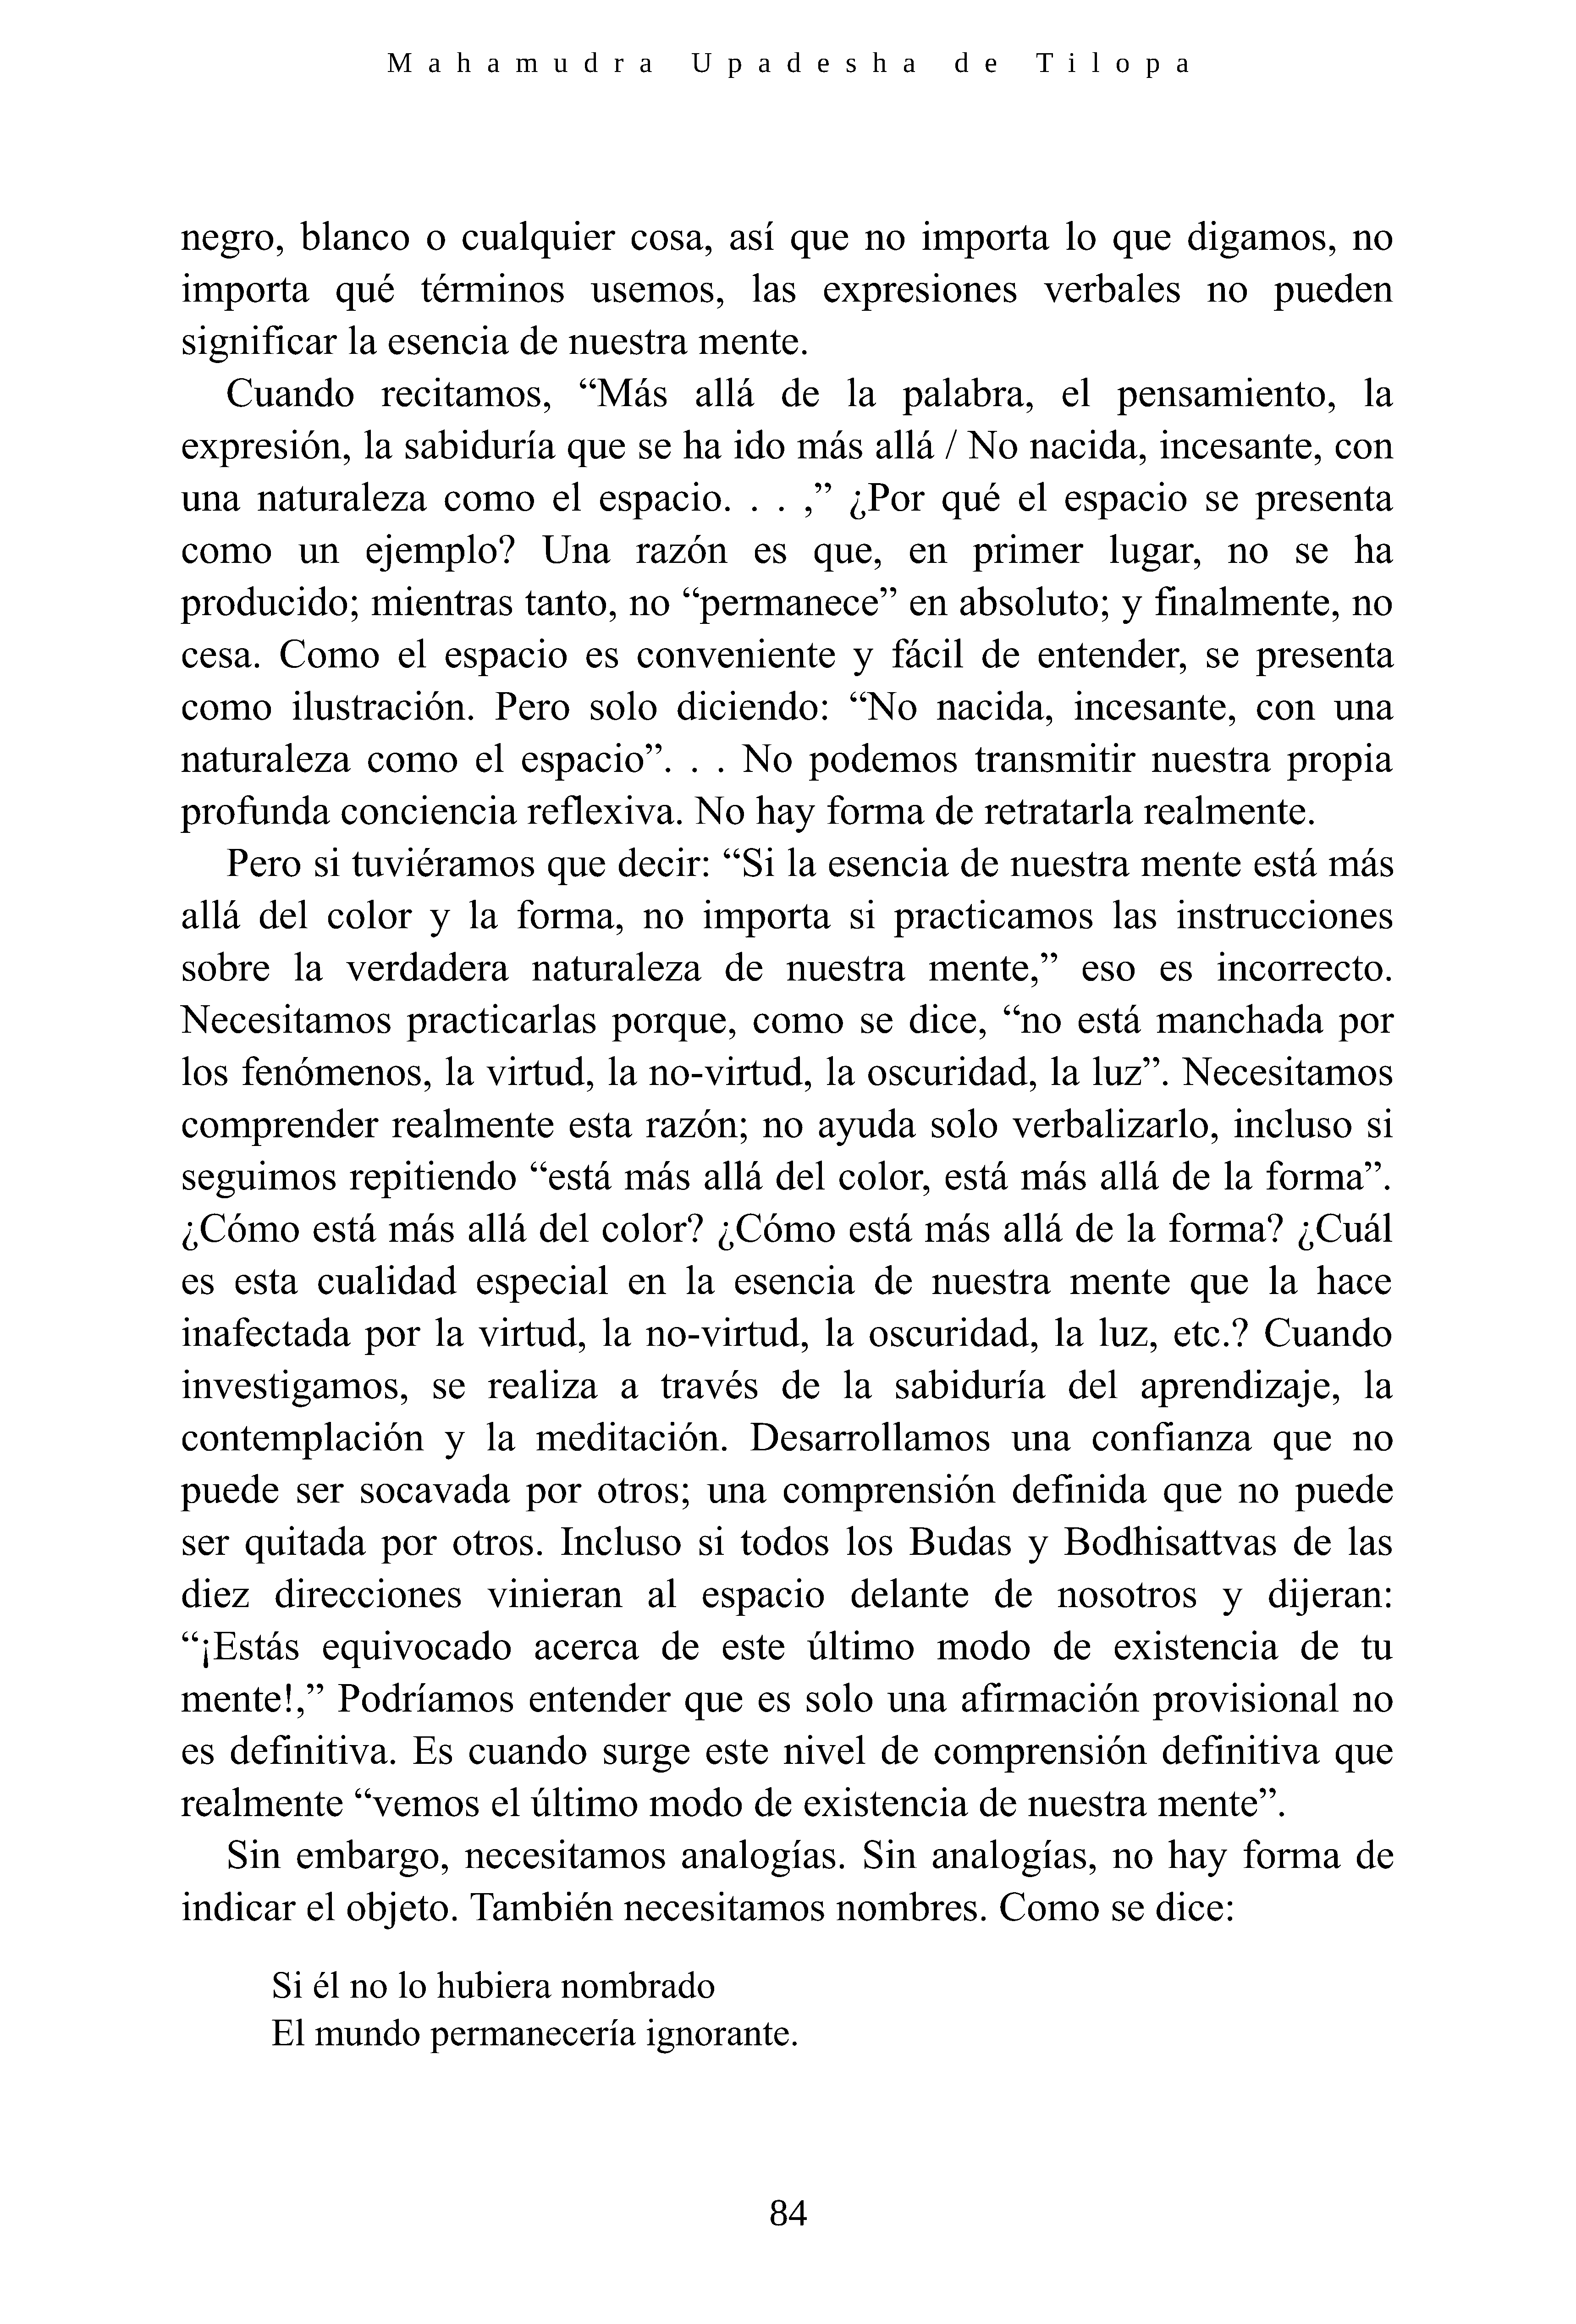 Mahamudra Upadesha de Tilopa
negro, blanco o cualquier cosa, así que no importa lo que digamos, no
importa qué términos usemos, las expresiones verbales no pueden
significar la esencia de nuestra mente.
Cuando recitamos, “Más allá de la palabra, el pensamiento, la
expresión, la sabiduría que se ha ido más allá / No nacida, incesante, con
una naturaleza como el espacio. . . ,” ¿Por qué el espacio se presenta
como un ejemplo? Una razón es que, en primer lugar, no se ha
producido; mientras tanto, no “permanece” en absoluto; y finalmente, no
cesa. Como el espacio es conveniente y fácil de entender, se presenta
como ilustración. Pero solo diciendo: “No nacida, incesante, con una
naturaleza como el espacio”. . . No podemos transmitir nuestra propia
profunda conciencia reflexiva. No hay forma de retratarla realmente.
Pero si tuviéramos que decir: “Si la esencia de nuestra mente está más
allá del color y la forma, no importa si practicamos las instrucciones
sobre la verdadera naturaleza de nuestra mente,” eso es incorrecto.
Necesitamos practicarlas porque, como se dice, “no está manchada por
los fenómenos, la virtud, la no-virtud, la oscuridad, la luz”. Necesitamos
comprender realmente esta razón; no ayuda solo verbalizarlo, incluso si
seguimos repitiendo “está más allá del color, está más allá de la forma”.
¿Cómo está más allá del color? ¿Cómo está más allá de la forma? ¿Cuál
es esta cualidad especial en la esencia de nuestra mente que la hace
inafectada por la virtud, la no-virtud, la oscuridad, la luz, etc.? Cuando
investigamos, se realiza a través de la sabiduría del aprendizaje, la
contemplación y la meditación. Desarrollamos una confianza que no
puede ser socavada por otros; una comprensión definida que no puede
ser quitada por otros. Incluso si todos los Budas y Bodhisattvas de las
diez direcciones vinieran al espacio delante de nosotros y dijeran:
“¡Estás equivocado acerca de este último modo de existencia de tu
mente!,” Podríamos entender que es solo una afirmación provisional no
es definitiva. Es cuando surge este nivel de comprensión definitiva que
realmente “vemos el último modo de existencia de nuestra mente”.
Sin embargo, necesitamos analogías. Sin analogías, no hay forma de
indicar el objeto. También necesitamos nombres. Como se dice:
Si él no lo hubiera nombrado
El mundo permanecería ignorante.
84